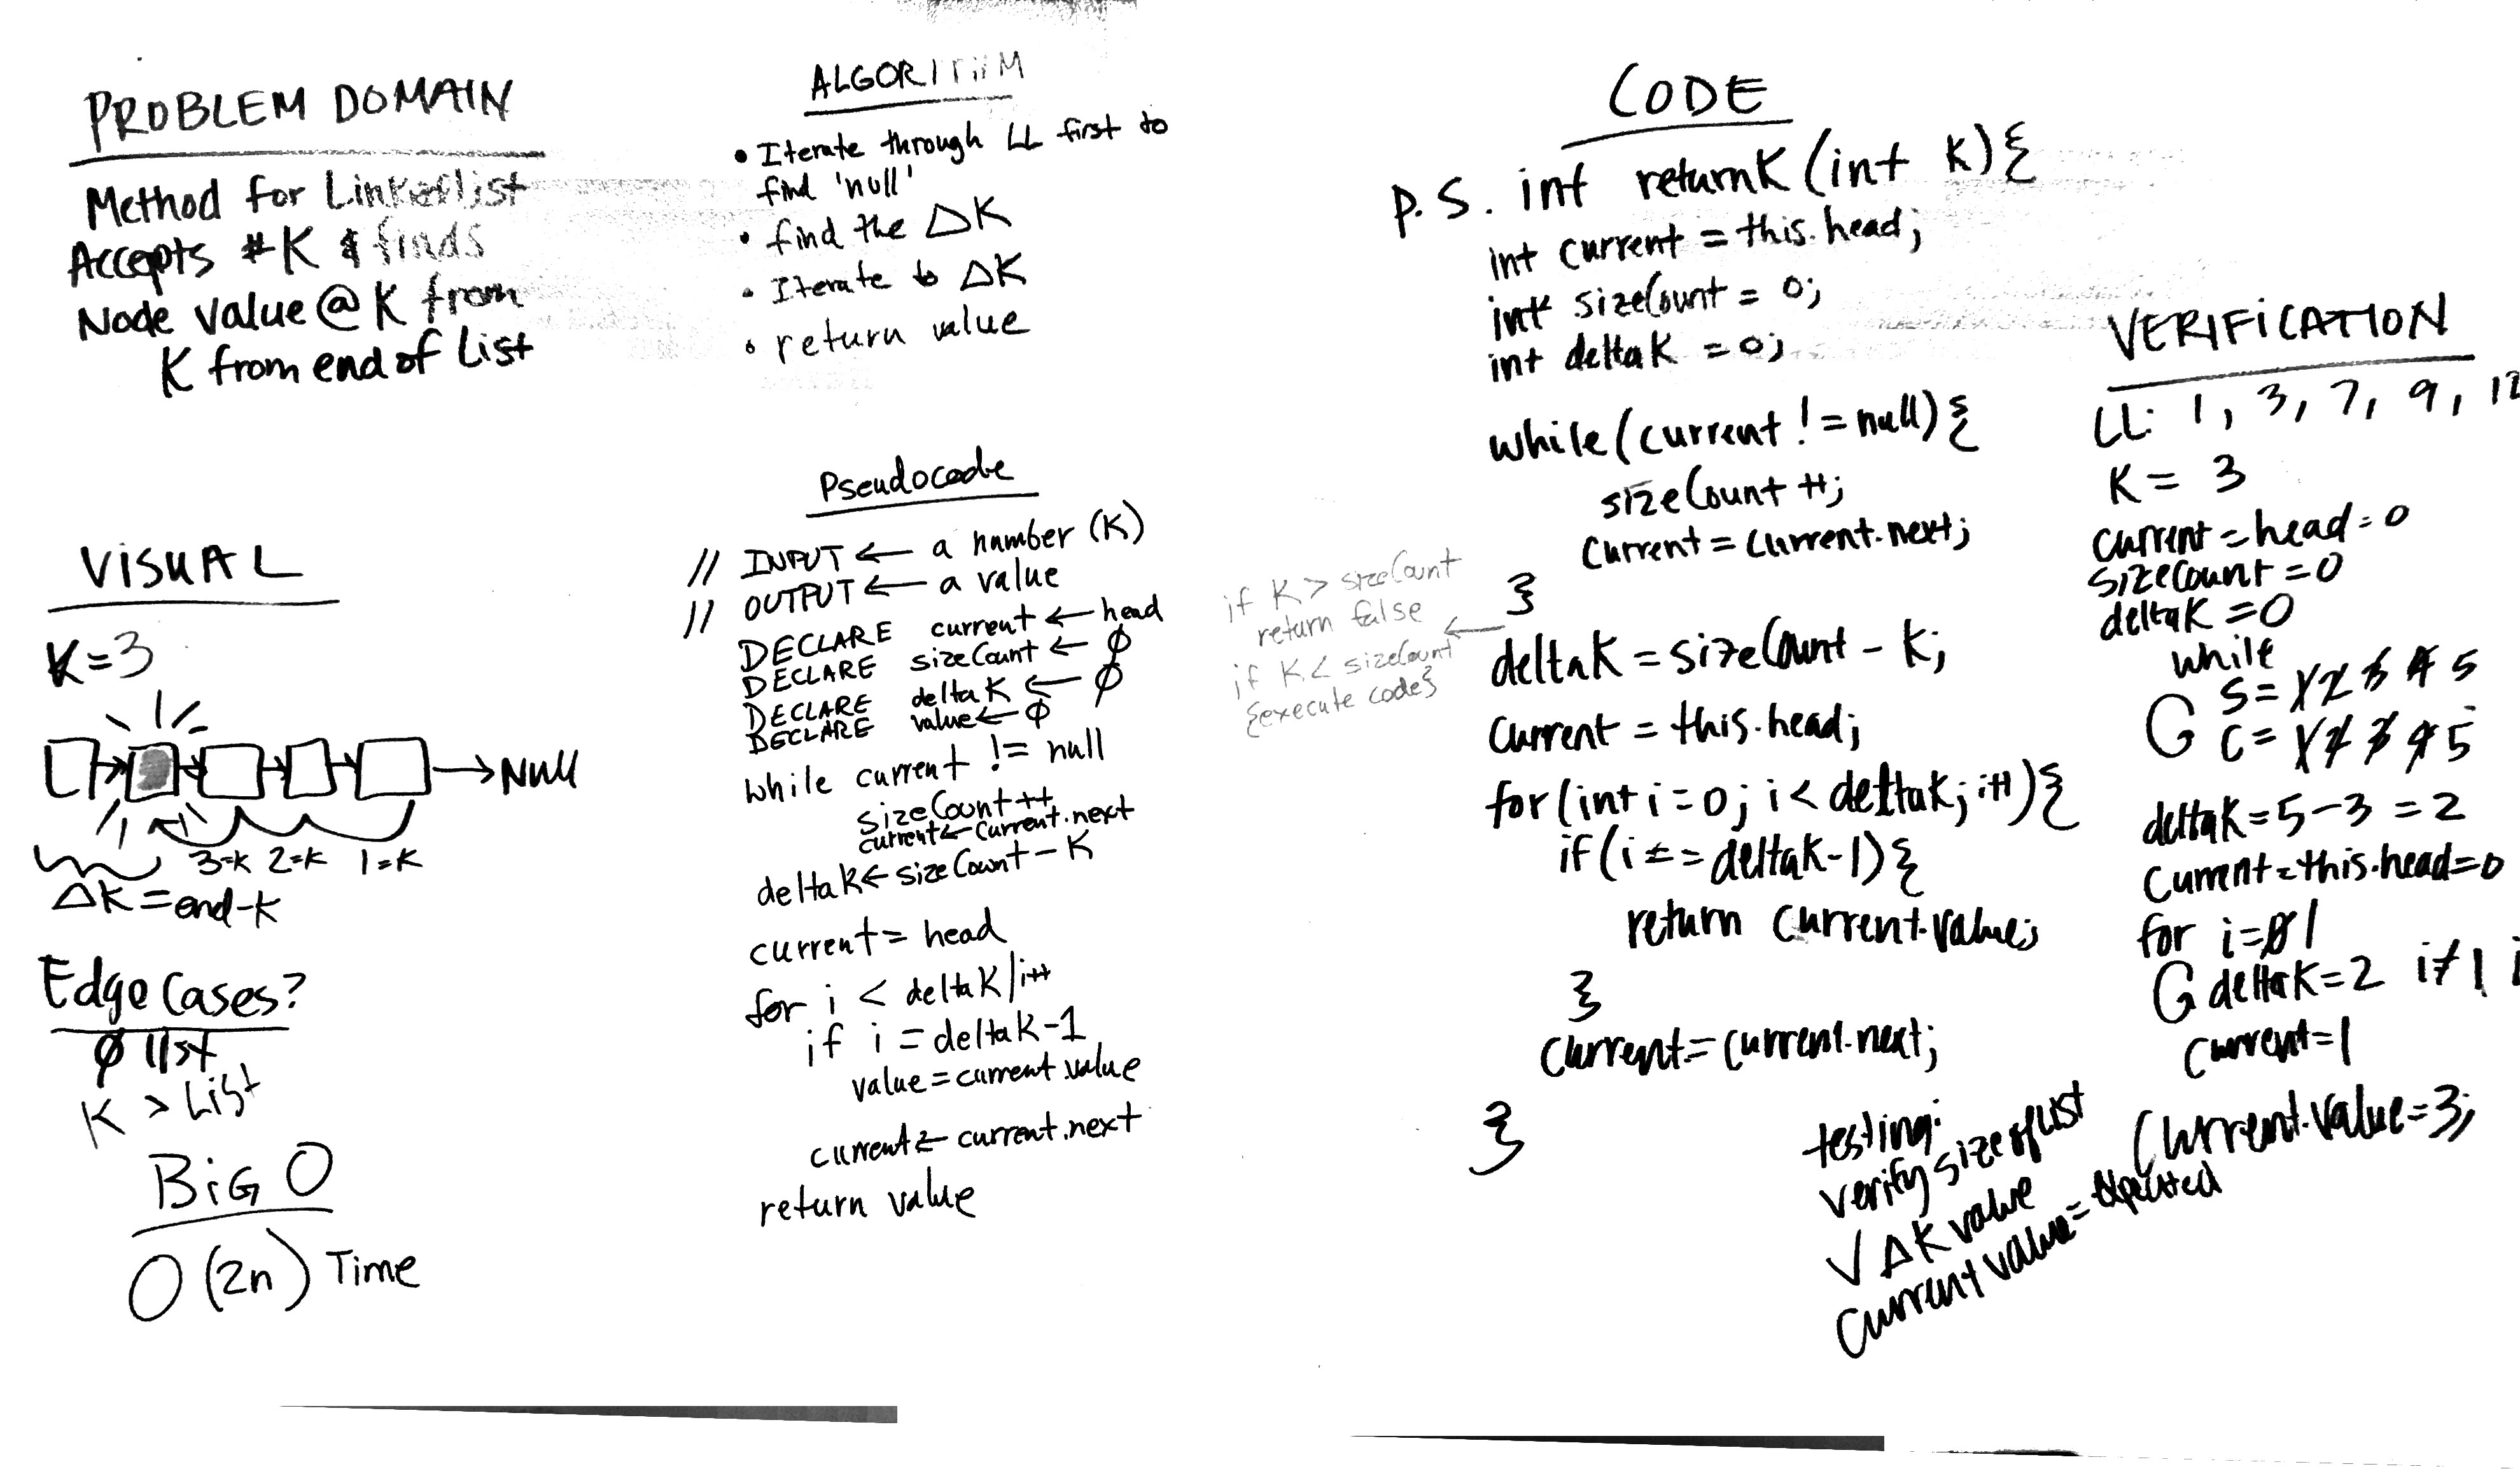 PROBLEM DOMAIN
Method for Linkedlist
Accepts #K & finds
Node value @ K from
K from end of List
VISUAL
K=3
Null
3=K 2=K 1=K
ΔK = end-K
Edge Cases?
Ø list
K > List
BiG O
O(2n) Time
ALGORITHM
• Iterate through LL first to
find 'null'
• find the ΔK
• Iterate to ΔK
• return value
Pseudocode
// INPUT ← a number (K)
// OUTPUT ← a value
DECLARE current ← head
DECLARE sizeCount ← Ø
DECLARE deltaK ← Ø
DECLARE value ← Ø
while current != null
sizeCount++
current ← current.next
deltaK ← sizeCount - K
current = head
for i < deltaK | i++
if i = deltaK-1
value = current.value
current ← current.next
return value
if K > sizeCount
return false
if K < sizeCount
{execute code}
CODE
P.S. int returnK (int K) {
int current = this.head;
int sizeCount = 0;
int deltaK = 0;
while (current != null) {
sizeCount ++;
current = current.next;
}
deltaK = sizeCount - K;
current = this.head;
for (int i = 0; i < deltaK; i++) {
if (i == deltaK-1) {
return current.value;
}
current = current.next;
}
testing:
verify size of list
√ ΔK value
current value = expected
VERIFICATION
LL: 1, 3, 7, 9, 12
K = 3
current = head = 0
sizeCount = 0
deltaK = 0
while
S = 1 2 3 4 5
C = 1 2 3 4 5
deltaK = 5-3 = 2
current = this.head = 0
for i = 0 1
deltaK = 2 i≠1 i
current = 1
current.value = 3;